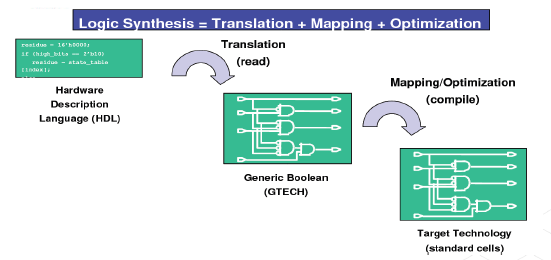 Logic Synthesis = Translation + Mapping + Optimization
residue = 16'h0000;
if (high_bits == 2'b10)
residue = state_table
Translation
(read)
Hardware
Description
Language (HDL)
Mapping/Optimization
(compile)
Generic Boolean
(GTECH)
Target Technology
(standard cells)